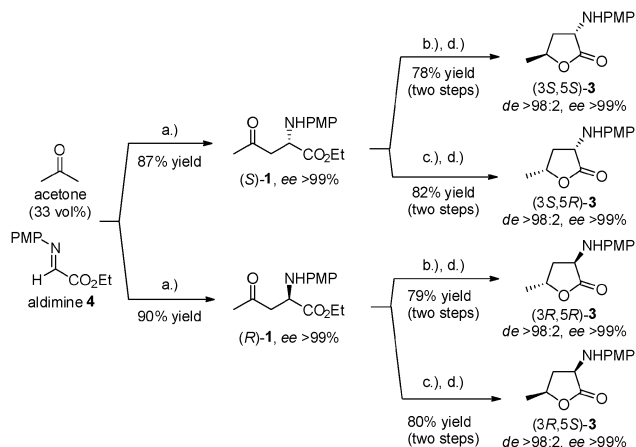 O
acetone
(33 vol%)
PMP
N
H
CO₂Et
aldimine 4
a.)
87% yield
O NHPMP
CO₂Et
(S)-1, ee >99%
a.)
90% yield
O NHPMP
CO₂Et
(R)-1, ee >99%
b.), d.)
78% yield
(two steps)
NHPMP
O O
(3S,5S)-3
de >98:2, ee >99%
c.), d.)
82% yield
(two steps)
NHPMP
O O
(3S,5R)-3
de >98:2, ee >99%
b.), d.)
79% yield
(two steps)
NHPMP
O O
(3R,5R)-3
de >98:2, ee >99%
c.), d.)
80% yield
(two steps)
NHPMP
O O
(3R,5S)-3
de >98:2, ee >99%